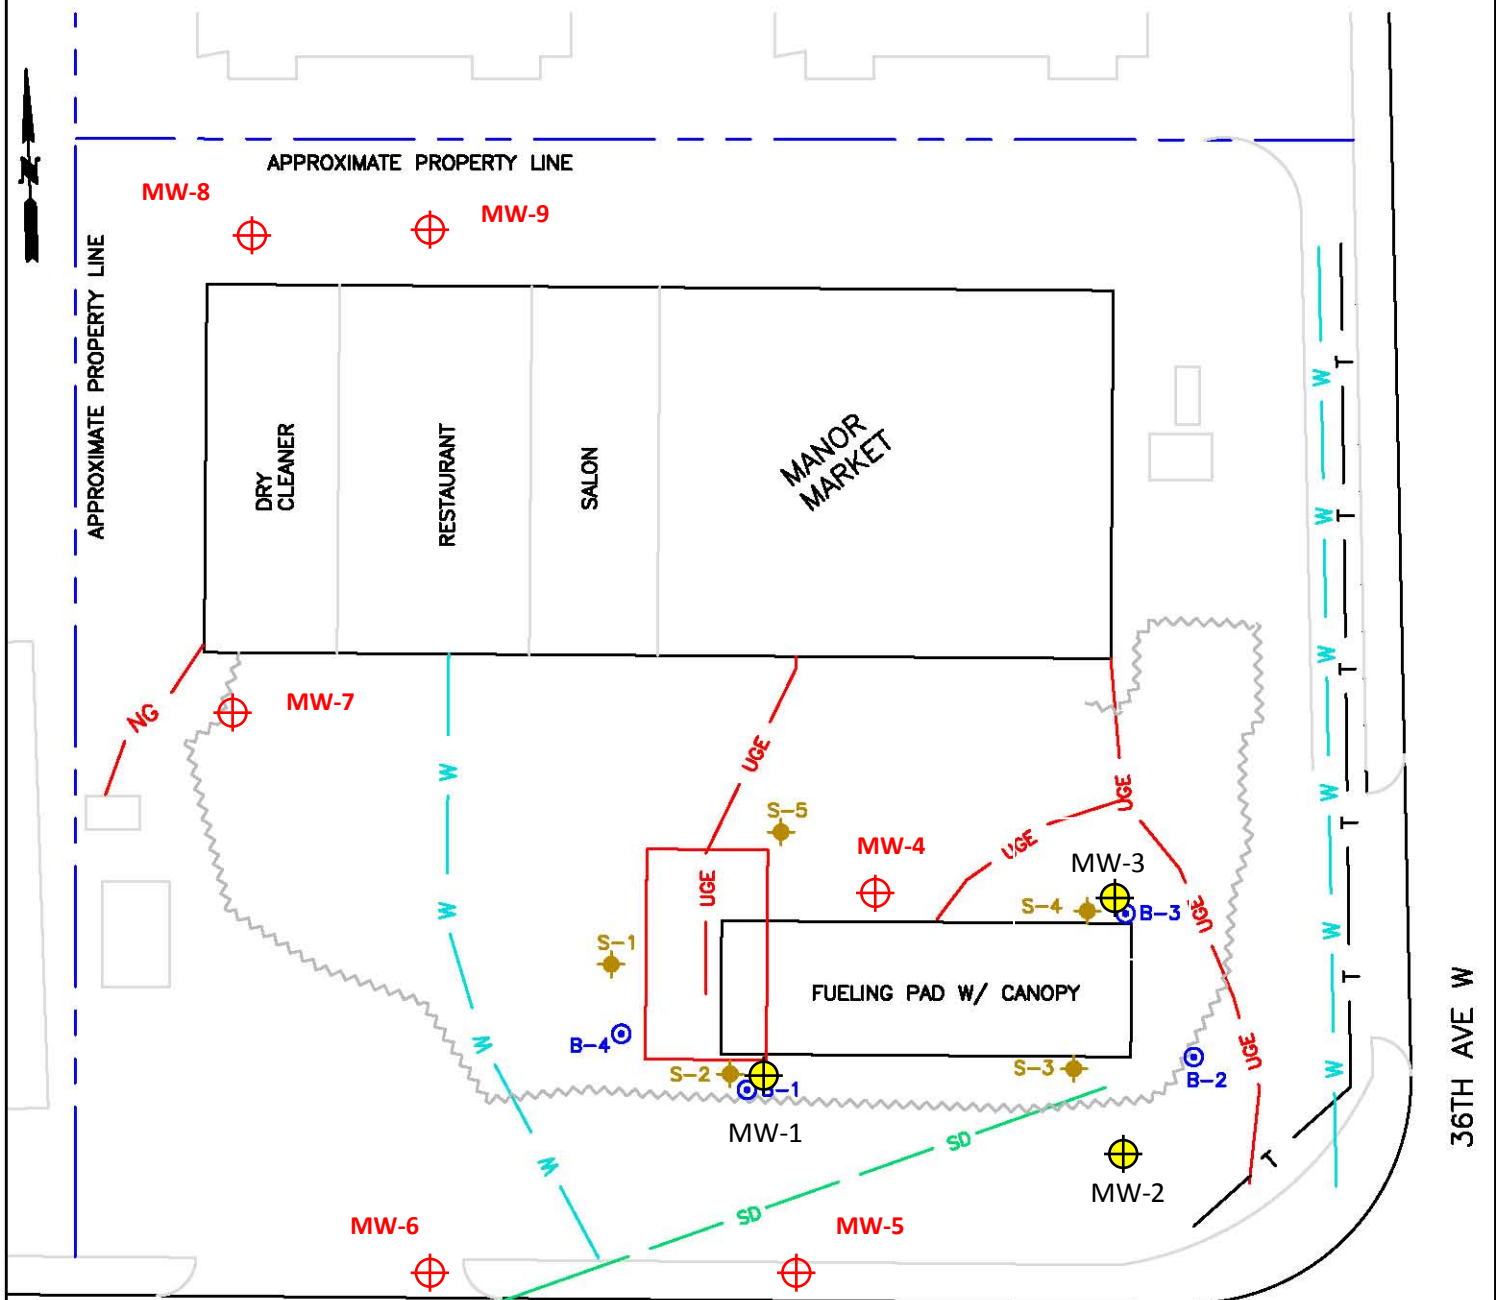 N
APPROXIMATE PROPERTY LINE
MW-8
MW-9
APPROXIMATE PROPERTY LINE
DRY
CLEANER
RESTAURANT
SALON
MANOR
MARKET
W
T
W
T
W
T
W
T
W
T
W
T
NG
MW-7
W
W
W
W
UGE
UGE
UGE
UGE
UGE
UGE
S-5
MW-4
MW-3
S-4
B-3
S-1
FUELING PAD W/ CANOPY
B-4
S-2
B-1
S-3
B-2
MW-1
SD
SD
MW-2
MW-6
MW-5
36TH AVE W